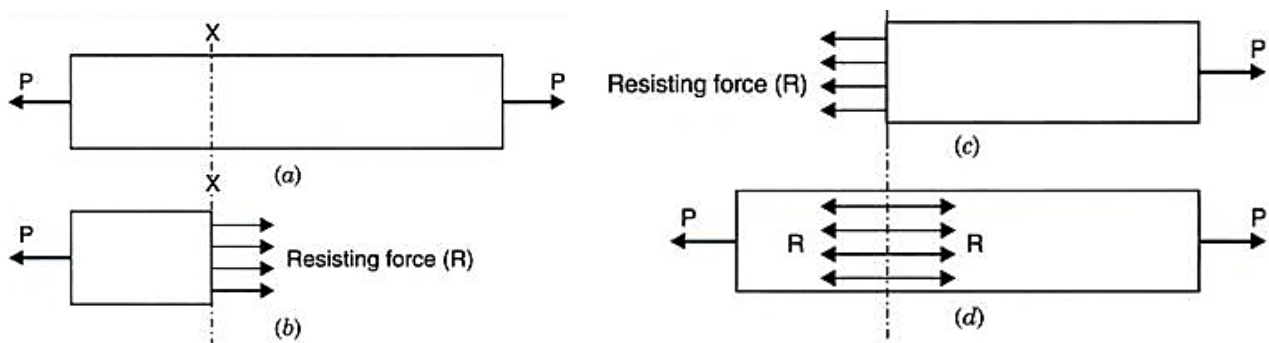 X
P P
(a)
X
P
Resisting force (R)
(b)
P
Resisting force (R)
(c)
P P
R R
(d)